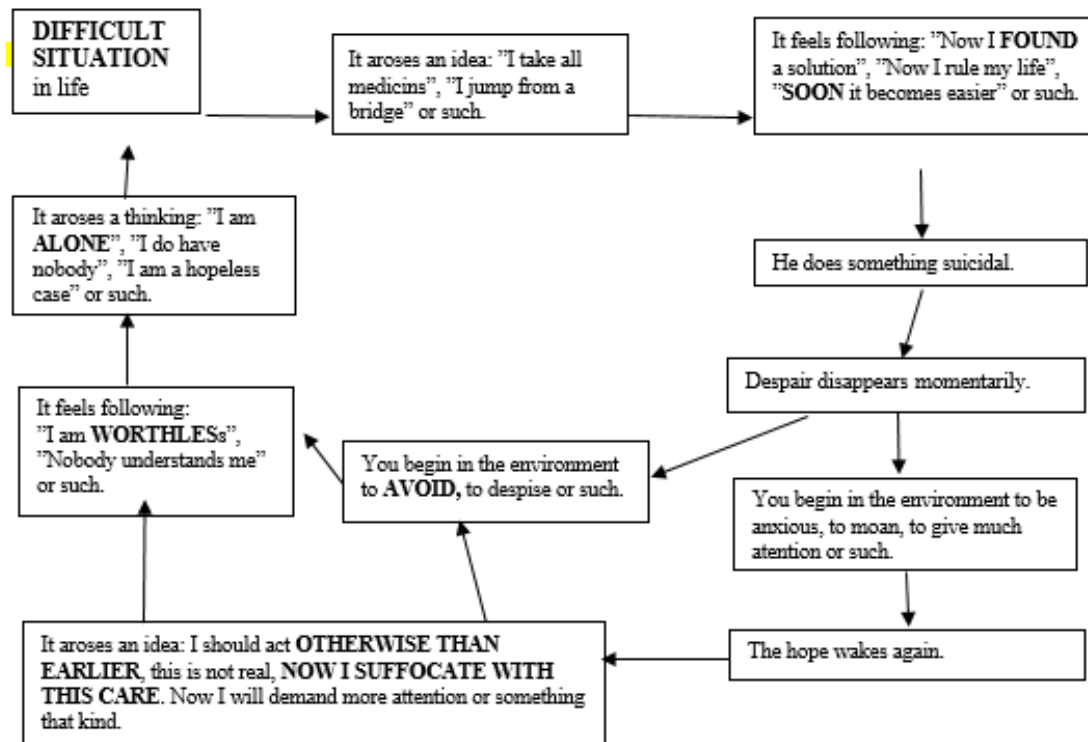 DIFFICULT
SITUATION
in life
It aroses an idea: ”I take all
medicins”, ”I jump from a
bridge” or such.
It feels following: ”Now I FOUND
a solution”, ”Now I rule my life”,
”SOON it becomes easier” or such.
He does something suicidal.
Despair disappears momentarily.
You begin in the environment to be
anxious, to moan, to give much
atention or such.
The hope wakes again.
It aroses an idea: I should act OTHERWISE THAN
EARLIER, this is not real, NOW I SUFFOCATE WITH
THIS CARE. Now I will demand more attention or something
that kind.
You begin in the environment
to AVOID, to despise or such.
It feels following:
”I am WORTHLESs”,
”Nobody understands me”
or such.
It aroses a thinking: ”I am
ALONE”, ”I do have
nobody”, ”I am a hopeless
case” or such.